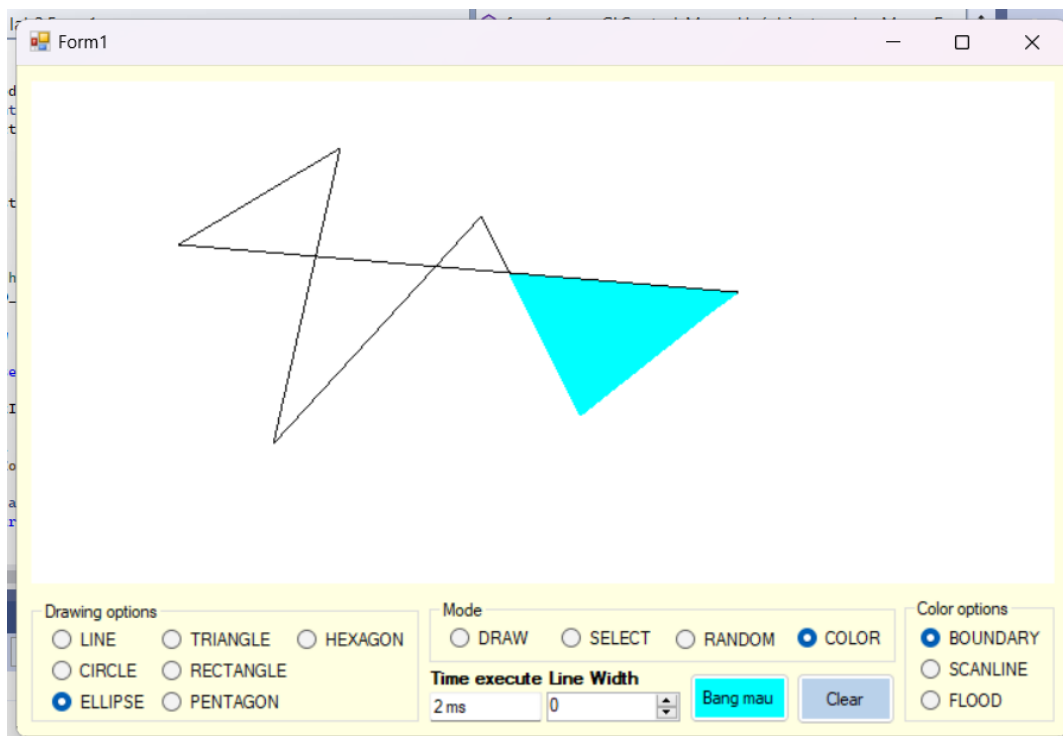 Form1
Drawing options
LINE
TRIANGLE
HEXAGON
CIRCLE
RECTANGLE
ELLIPSE
PENTAGON
Mode
DRAW
SELECT
RANDOM
COLOR
Time execute
Line Width
2 ms
0
Bang mau
Clear
Color options
BOUNDARY
SCANLINE
FLOOD